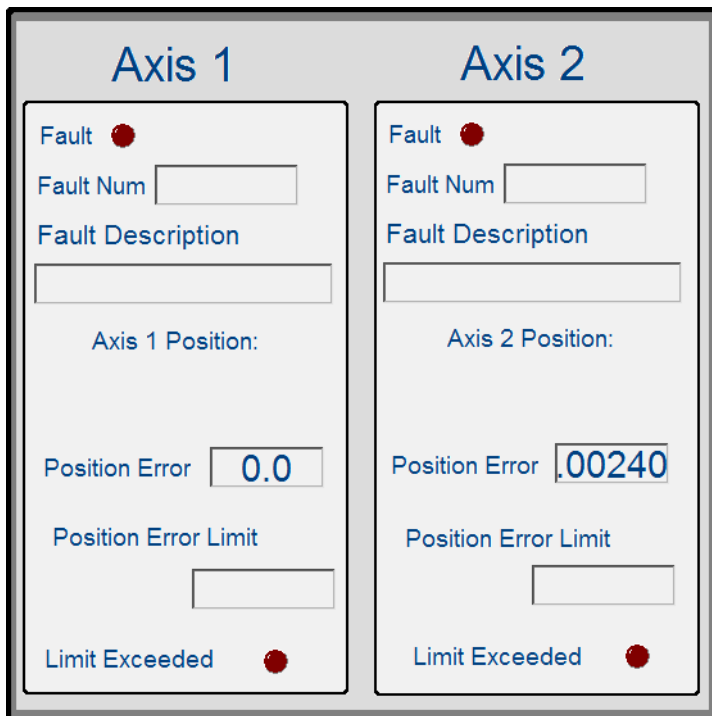 Axis 1
Fault
Fault Num
Fault Description
Axis 1 Position:
Position Error 0.0
Position Error Limit
Limit Exceeded
Axis 2
Fault
Fault Num
Fault Description
Axis 2 Position:
Position Error .00240
Position Error Limit
Limit Exceeded